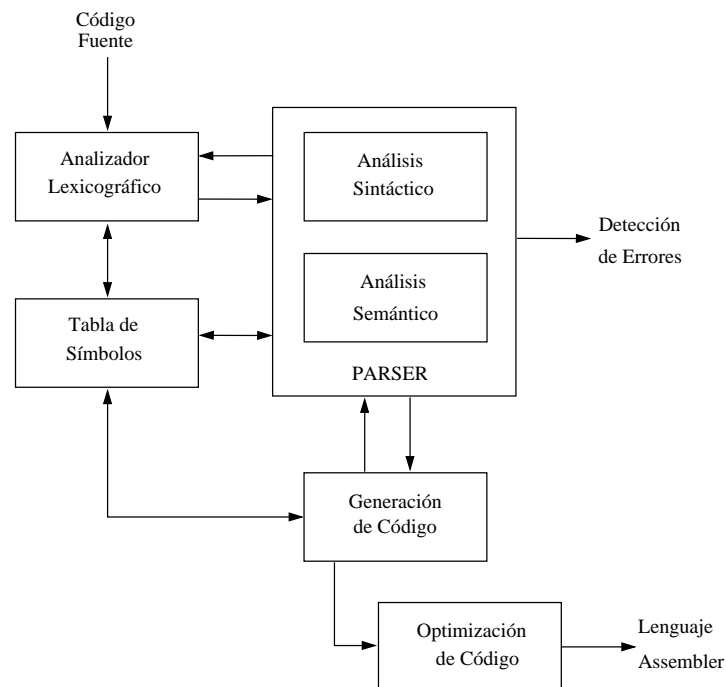 Código
Fuente
Analizador
Lexicográfico
Análisis
Sintáctico
Detección
de Errores
Análisis
Semántico
Tabla de
Símbolos
PARSER
Generación
de Código
Optimización
de Código
Lenguaje
Assembler